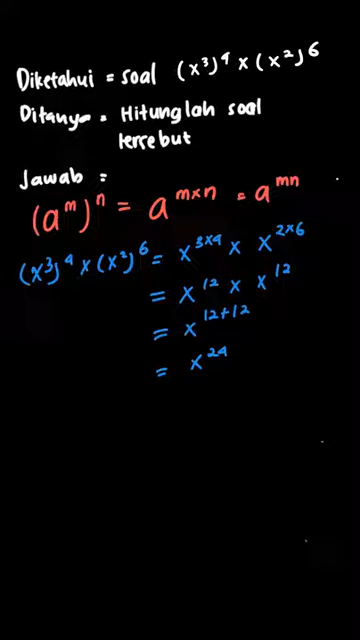 Diketahui = soal (x³)⁴ × (x²)⁶
Ditanya = Hitunglah soal
tersebut
Jawab =
(aᵐ)ⁿ = aᵐˣⁿ = aᵐⁿ
(x³)⁴ × (x²)⁶ = x³ˣ⁴ × x²ˣ⁶
= x¹² × x¹²
= x¹²⁺¹²
= x²⁴